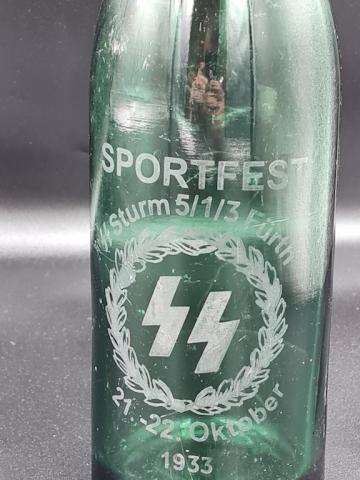 SPORTFEST
Sturm 5/1/3 Fürth
21.-22. Oktober
1933